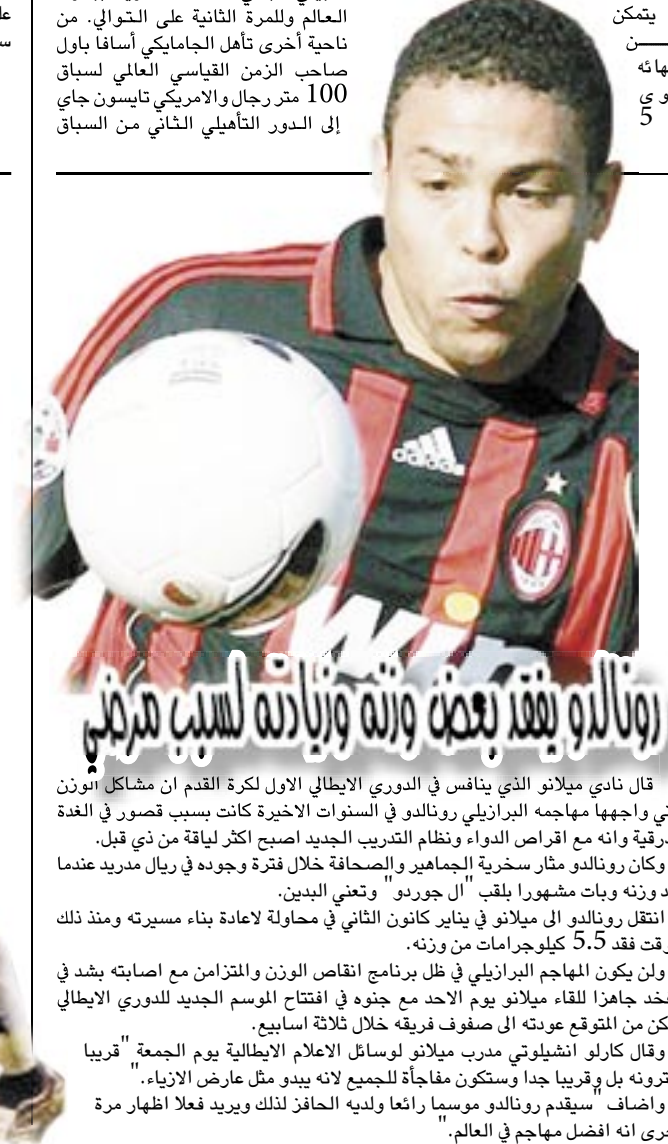 العالم وللمرة الثانية على التوالي. من
ناحية أخرى تأهل الجامايكي أسافا باول
صاحب الزمن القياسي العالمي لسباق
100 متر رجال والامريكي تايسون جاي
إلى الدور التأهيلي الثاني من السباق
يتمكن
5
رونالدو يفقد بعض وزنه وزيادته لسبب مرضي
قال نادي ميلانو الذي ينافس في الدوري الايطالي الاول لكرة القدم ان مشاكل الوزن
واجهها مهاجمه البرازيلي رونالدو في السنوات الاخيرة كانت بسبب قصور في الغدة
وانه مع اقراص الدواء ونظام التدريب الجديد اصبح اكثر لياقة من ذي قبل.
وكان رونالدو مثار سخرية الجماهير والصحافة خلال فترة وجوده في ريال مدريد عندما
وزنه وبات مشهورا بلقب "ال جوردو" وتعني البدين.
انتقل رونالدو الى ميلانو في يناير كانون الثاني في محاولة لاعادة بناء مسيرته ومنذ ذلك
فقد 5.5 كيلوجرامات من وزنه.
ولن يكون المهاجم البرازيلي في ظل برنامج انقاص الوزن والمتزامن مع اصابته بشد في
جاهزا للقاء ميلانو يوم الاحد مع جنوه في افتتاح الموسم الجديد للدوري الايطالي
من المتوقع عودته الى صفوف فريقه خلال ثلاثة اسابيع.
وقال كارلو انشيلوتي مدرب ميلانو لوسائل الاعلام الايطالية يوم الجمعة "قريبا
ترونه بل وقريبا جدا وستكون مفاجأة للجميع لانه يبدو مثل عارض الازياء."
واضاف "سيقدم رونالدو موسما رائعا ولديه الحافز لذلك ويريد فعلا اظهار مرة
انه افضل مهاجم في العالم."
adidas